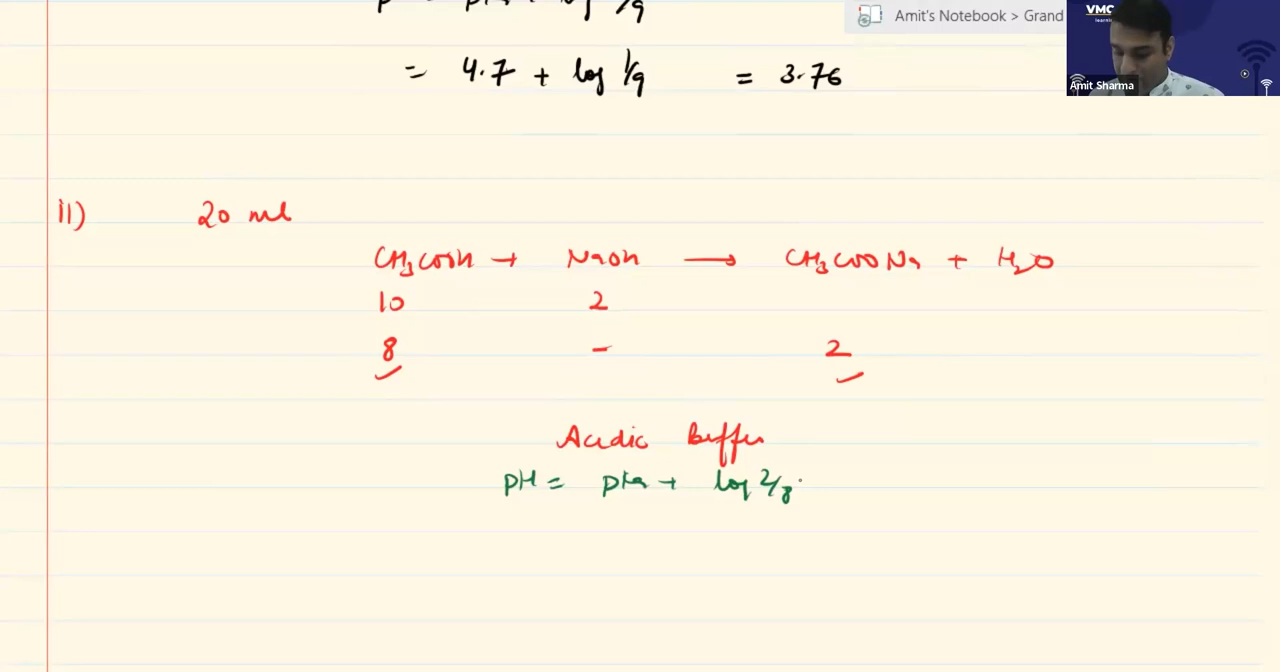 Amit's Notebook > Grand
VMC
Amit Sharma
= 4.7 + log 1/9 = 3.76
II) 20 ml
CH3COOH + NaOH → CH3COONa + H2O
10 2
8 - 2
Acidic Buffer
pH = pKa + log 2/8